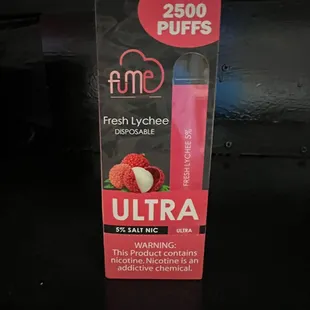 2500
PUFFS
fume
Fresh Lychee
DISPOSABLE
FRESH LYCHEE 5%
ULTRA
5% SALT NIC
ULTRA
WARNING:
This Product contains
nicotine. Nicotine is an
addictive chemical.